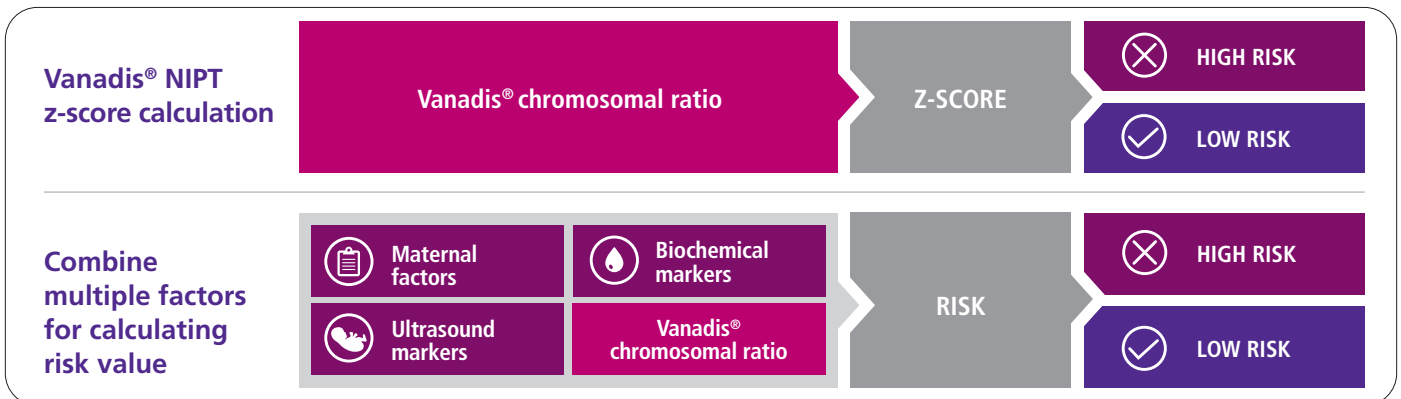 Vanadis® NIPT
z-score calculation
Vanadis® chromosomal ratio
Z-SCORE
HIGH RISK
LOW RISK
Combine
multiple factors
for calculating
risk value
Maternal
factors
Biochemical
markers
Ultrasound
markers
Vanadis®
chromosomal ratio
RISK
HIGH RISK
LOW RISK